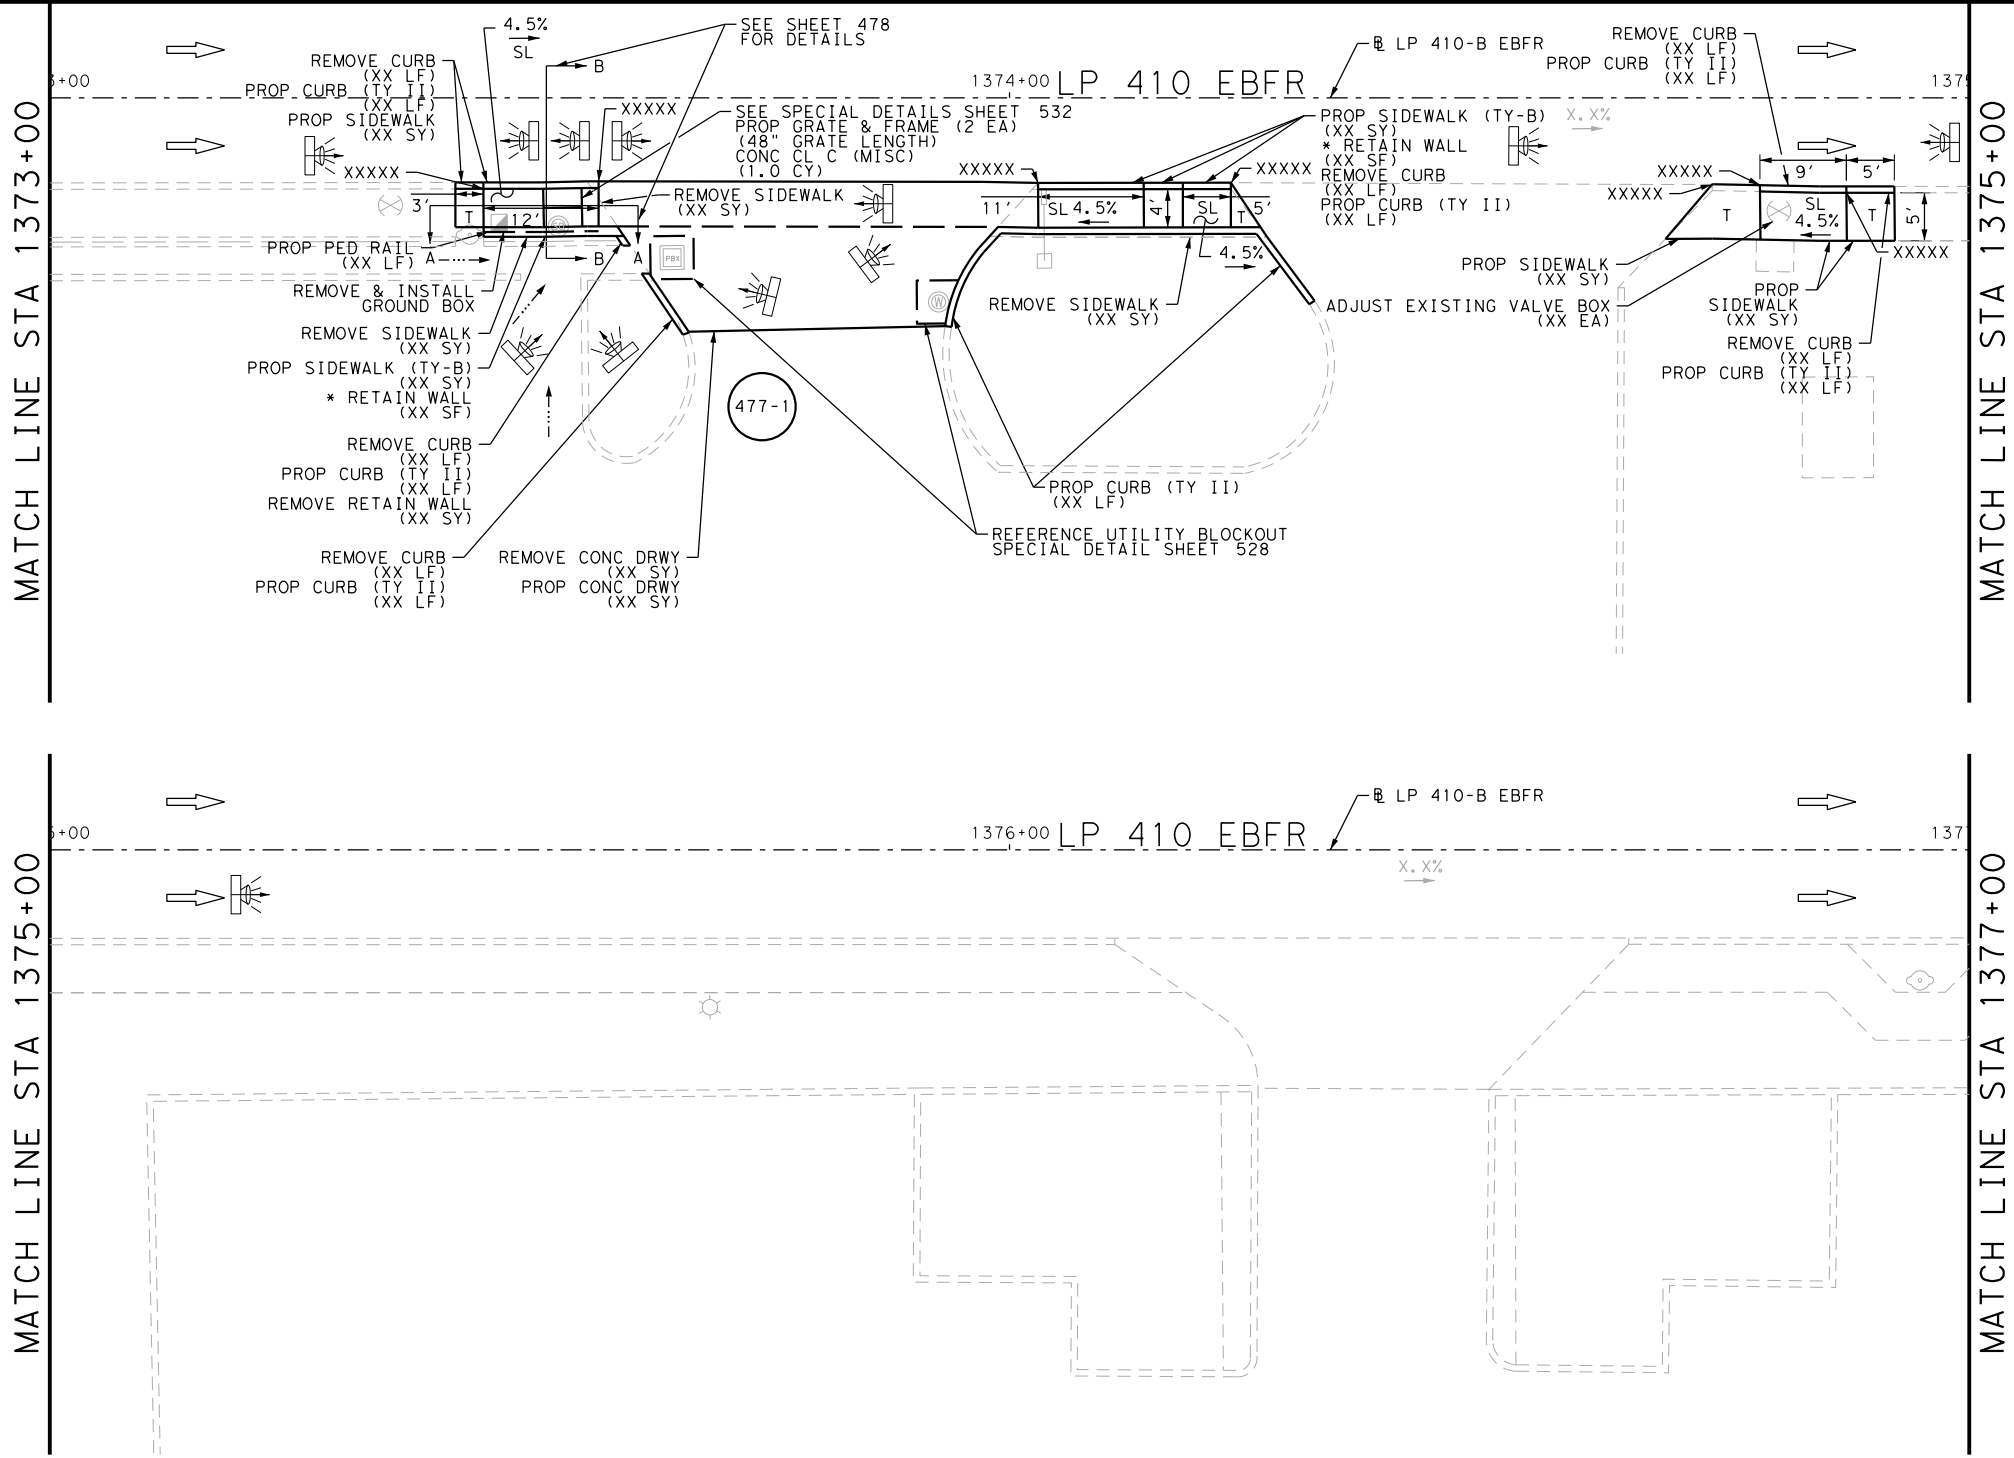 MATCH LINE STA 1373+00
MATCH LINE STA 1375+00
3+00
1374+00
LP 410 EBFR
1375
LP 410-B EBFR
4.5%
SL
B
SEE SHEET 478
FOR DETAILS
REMOVE CURB
(XX LF)
PROP CURB (TY II)
(XX LF)
PROP SIDEWALK
(XX SY)
XXXXX
XXXXX
SEE SPECIAL DETAILS SHEET 532
PROP GRATE & FRAME (2 EA)
(48" GRATE LENGTH)
CONC CL C (MISC)
(1.0 CY)
REMOVE SIDEWALK
(XX SY)
3'
T
12'
PROP PED RAIL
(XX LF)
A
B
A
PBX
REMOVE & INSTALL
GROUND BOX
REMOVE SIDEWALK
(XX SY)
PROP SIDEWALK (TY-B)
(XX SY)
* RETAIN WALL
(XX SF)
REMOVE CURB
(XX LF)
PROP CURB (TY II)
(XX LF)
REMOVE RETAIN WALL
(XX SY)
REMOVE CURB
(XX LF)
PROP CURB (TY II)
(XX LF)
REMOVE CONC DRWY
(XX SY)
PROP CONC DRWY
(XX SY)
477-1
W
XXXXX
11'
SL 4.5%
4'
SL
T
5'
4.5%
XXXXX
REMOVE SIDEWALK
(XX SY)
PROP CURB (TY II)
(XX LF)
REFERENCE UTILITY BLOCKOUT
SPECIAL DETAIL SHEET 528
PROP SIDEWALK (TY-B)
(XX SY)
* RETAIN WALL
(XX SF)
REMOVE CURB
(XX LF)
PROP CURB (TY II)
(XX LF)
X.X%
REMOVE CURB
(XX LF)
PROP CURB (TY II)
(XX LF)
9'
5'
XXXXX
XXXXX
T
SL
4.5%
T
5'
XXXXX
PROP SIDEWALK
(XX SY)
ADJUST EXISTING VALVE BOX
(XX EA)
PROP
SIDEWALK
(XX SY)
REMOVE CURB
(XX LF)
PROP CURB (TY II)
(XX LF)
MATCH LINE STA 1375+00
MATCH LINE STA 1377+00
5+00
1376+00
LP 410 EBFR
137
LP 410-B EBFR
X.X%